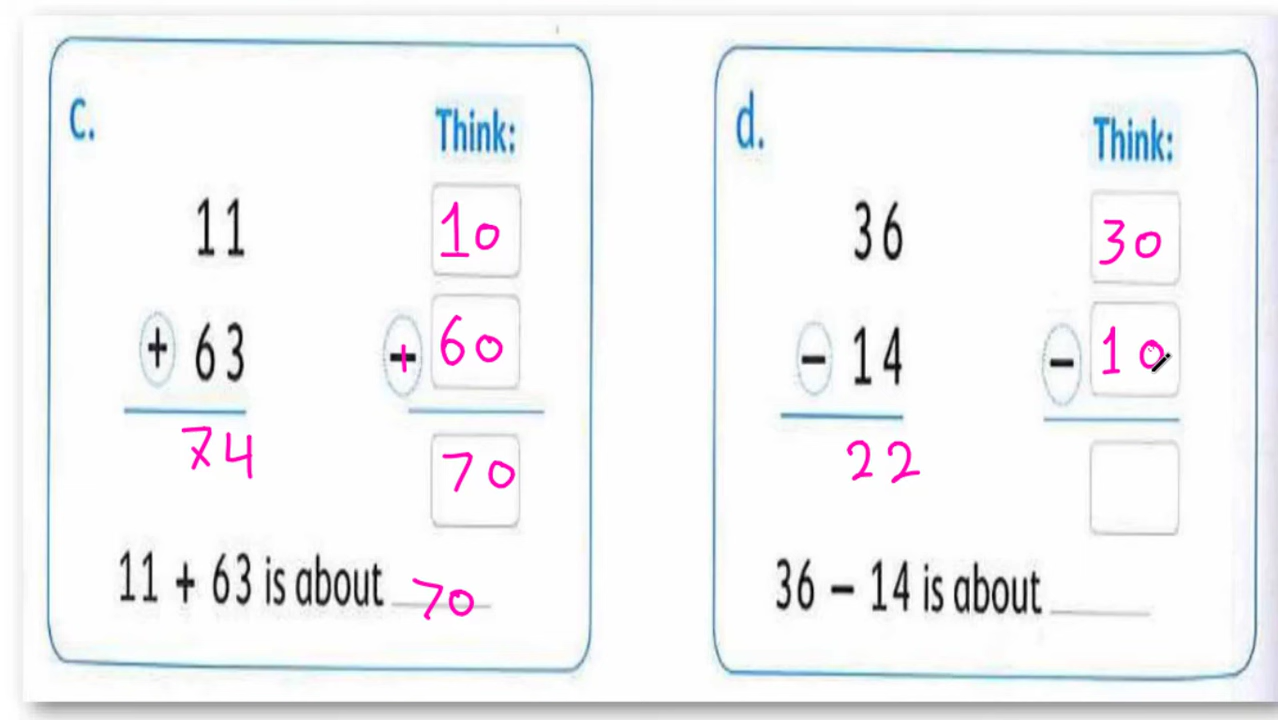 c.
Think:
11
10
+ 63
+ 60
74
70
11 + 63 is about 70
d.
Think:
36
30
− 14
− 10
22
36 − 14 is about ____